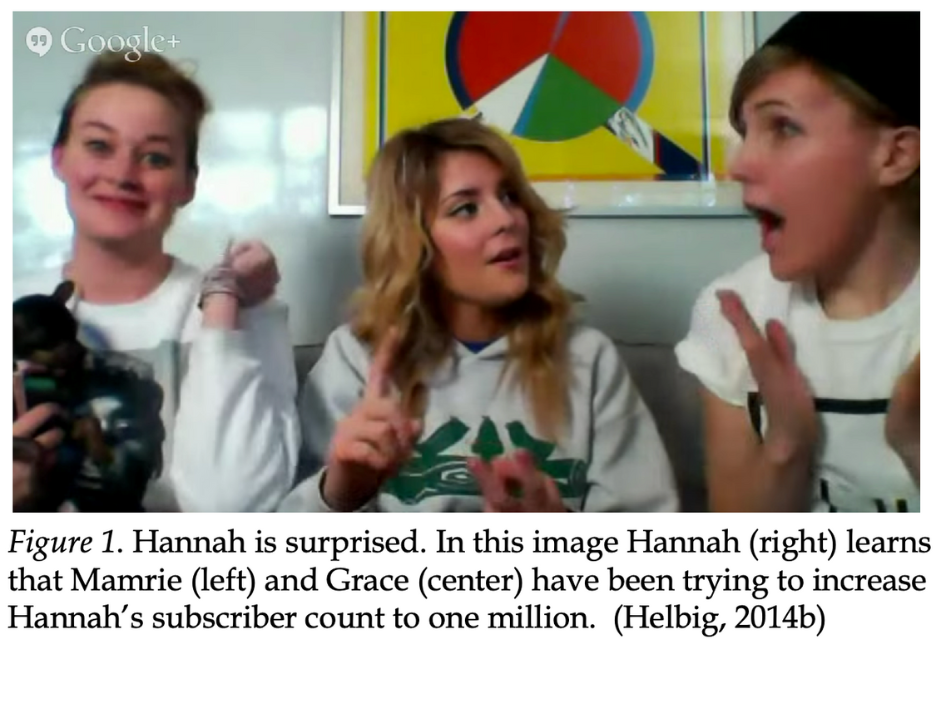 Google+
Figure 1. Hannah is surprised. In this image Hannah (right) learns
that Mamrie (left) and Grace (center) have been trying to increase
Hannah’s subscriber count to one million.  (Helbig, 2014b)